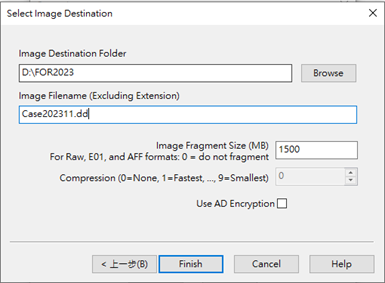 Select Image Destination
Image Destination Folder
D:\FOR2023
Browse
Image Filename (Excluding Extension)
Case202311.dd
Image Fragment Size (MB)
1500
For Raw, E01, and AFF formats: 0 = do not fragment
Compression (0=None, 1=Fastest, ..., 9=Smallest)
0
Use AD Encryption
< 上一步(B)
Finish
Cancel
Help